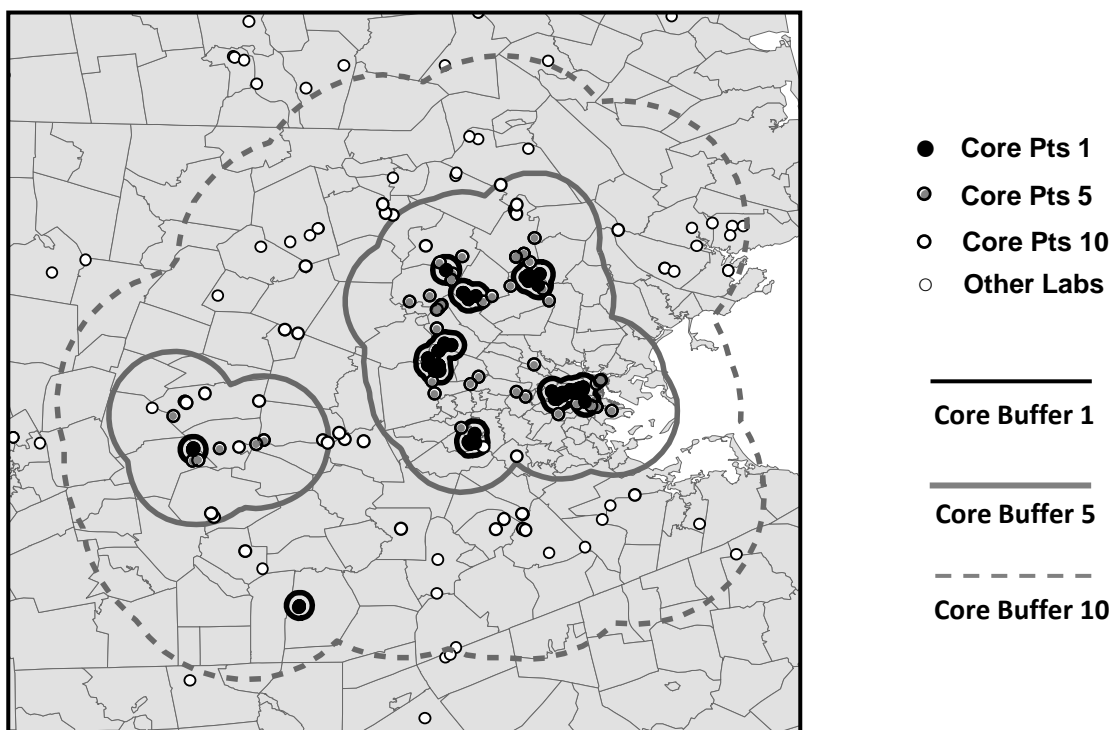 Core Pts 1
Core Pts 5
Core Pts 10
Other Labs
Core Buffer 1
Core Buffer 5
Core Buffer 10